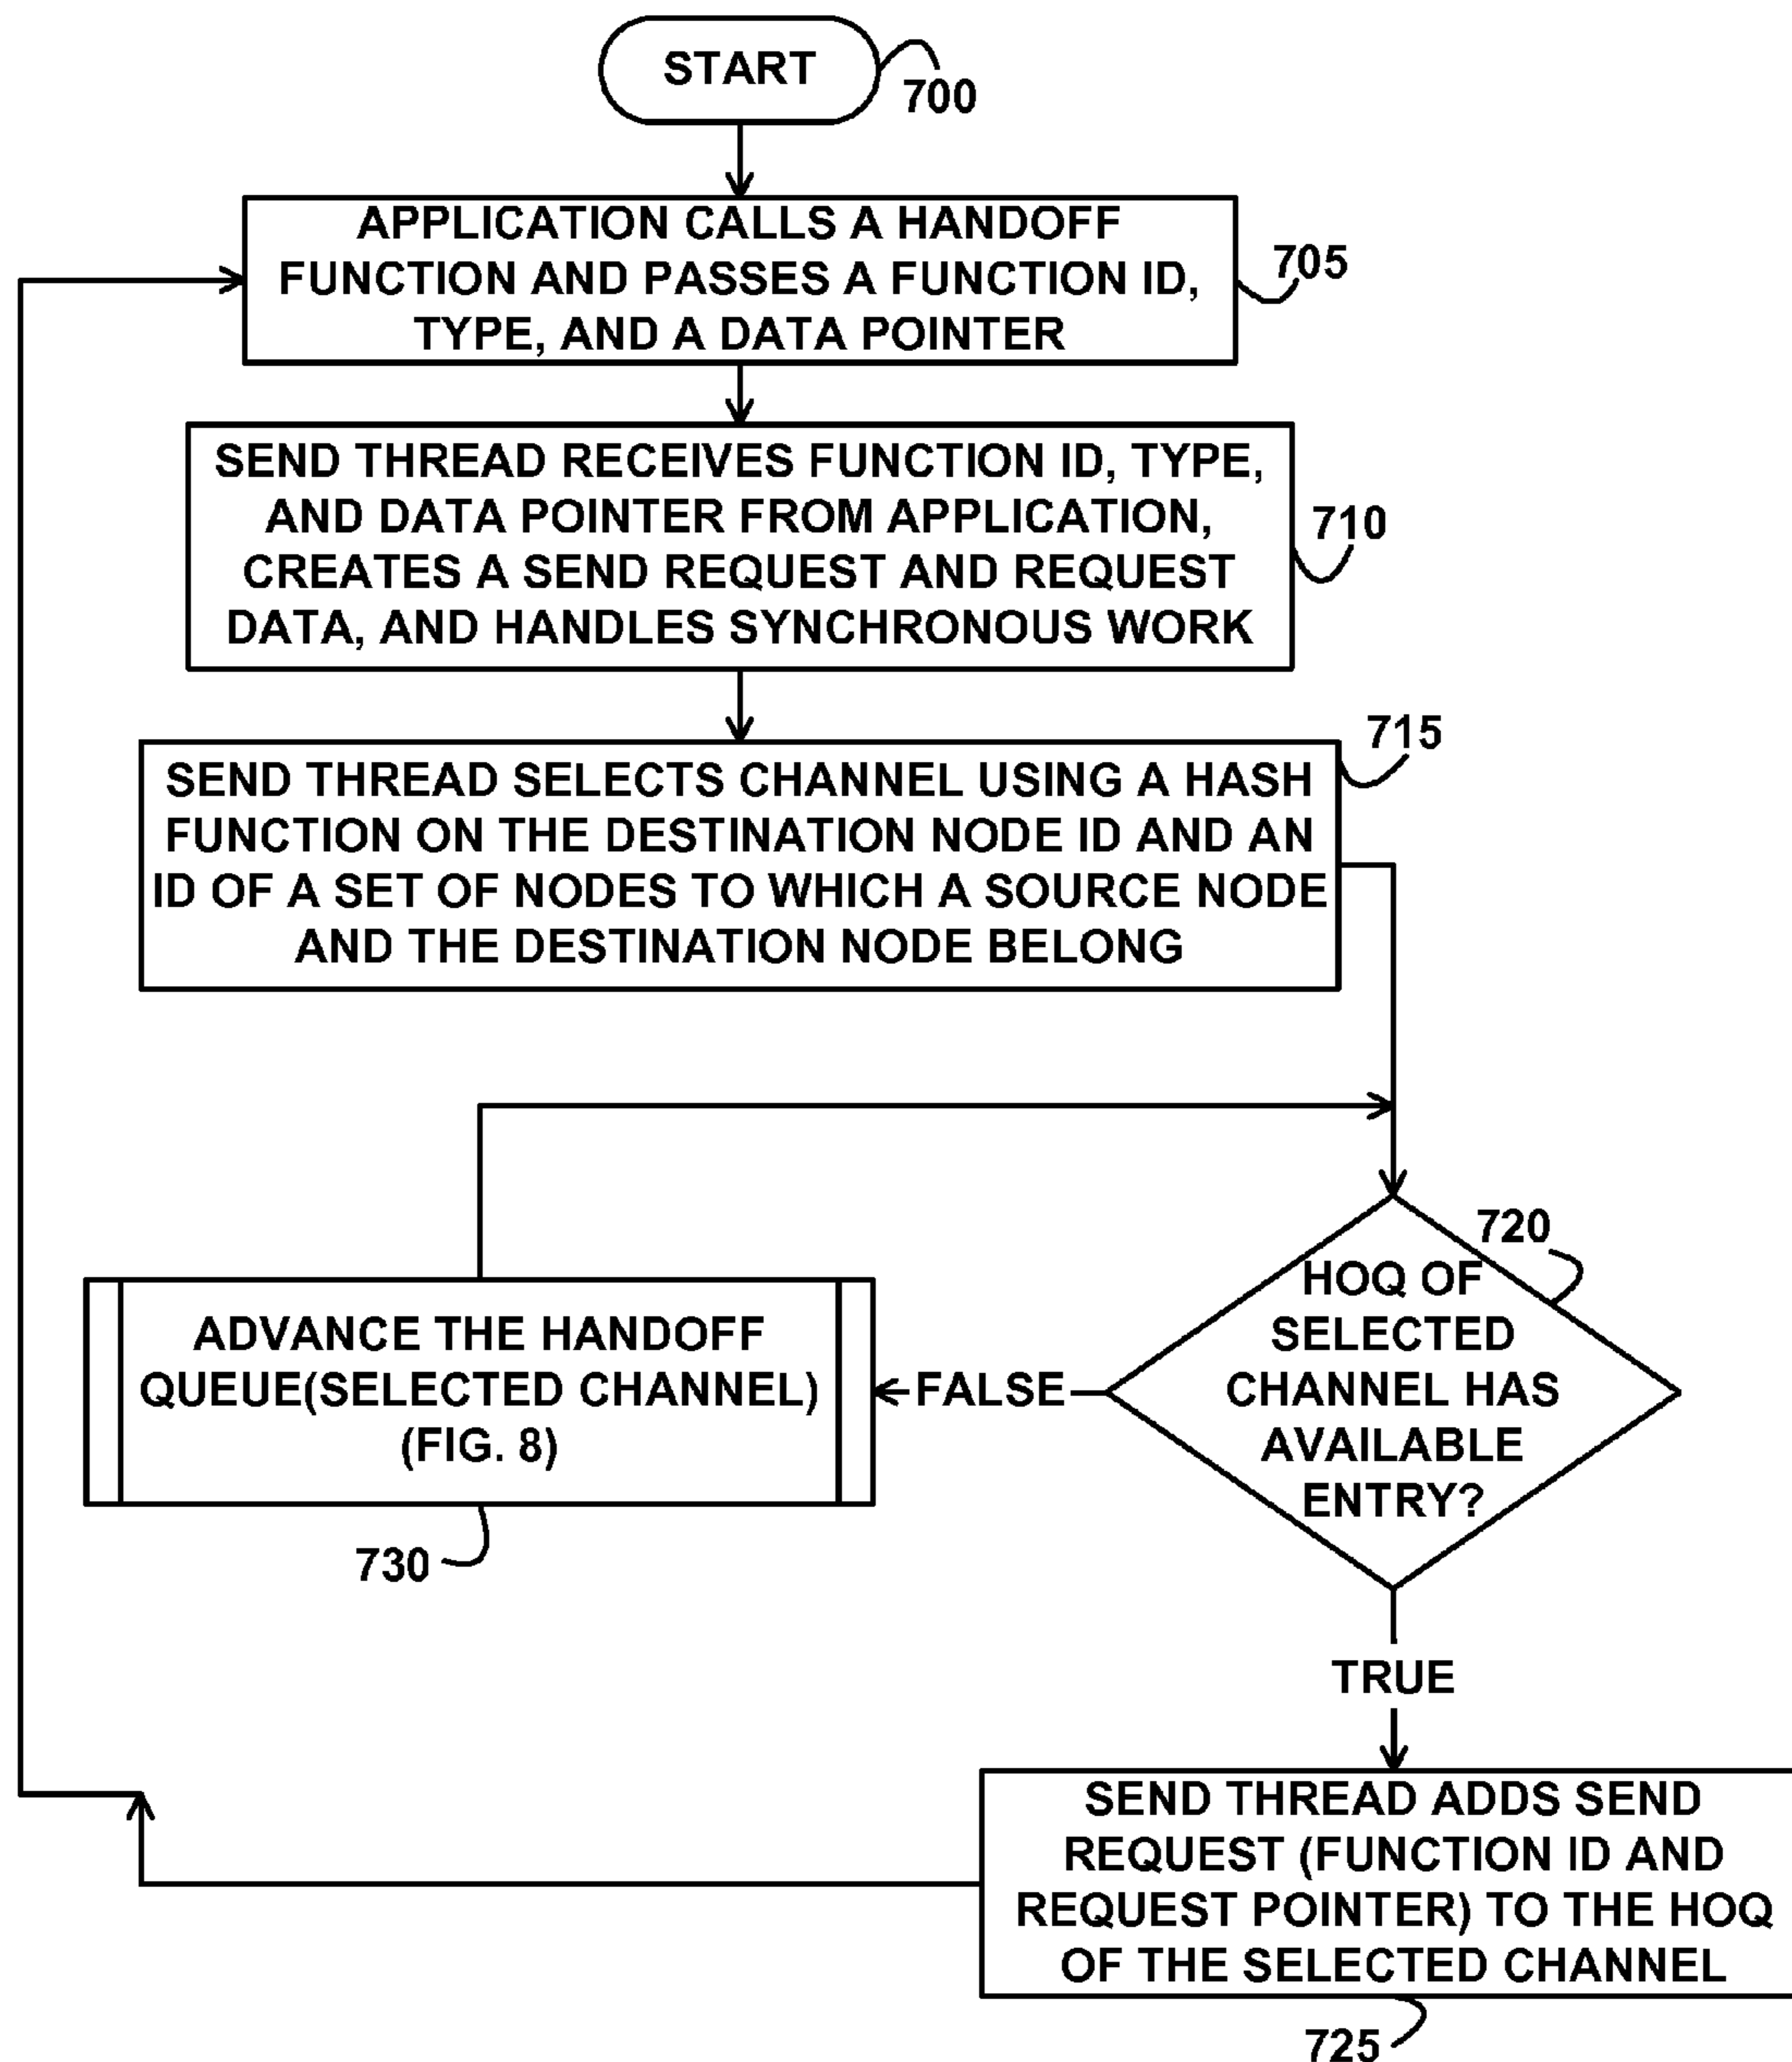 START
700
APPLICATION CALLS A HANDOFF
FUNCTION AND PASSES A FUNCTION ID,
TYPE, AND A DATA POINTER
705
SEND THREAD RECEIVES FUNCTION ID, TYPE,
AND DATA POINTER FROM APPLICATION,
CREATES A SEND REQUEST AND REQUEST
DATA, AND HANDLES SYNCHRONOUS WORK
710
715
SEND THREAD SELECTS CHANNEL USING A HASH
FUNCTION ON THE DESTINATION NODE ID AND AN
ID OF A SET OF NODES TO WHICH A SOURCE NODE
AND THE DESTINATION NODE BELONG
720
HOQ OF
SELECTED
CHANNEL HAS
AVAILABLE
ENTRY?
FALSE
ADVANCE THE HANDOFF
QUEUE(SELECTED CHANNEL)
(FIG. 8)
730
TRUE
SEND THREAD ADDS SEND
REQUEST (FUNCTION ID AND
REQUEST POINTER) TO THE HOQ
OF THE SELECTED CHANNEL
725